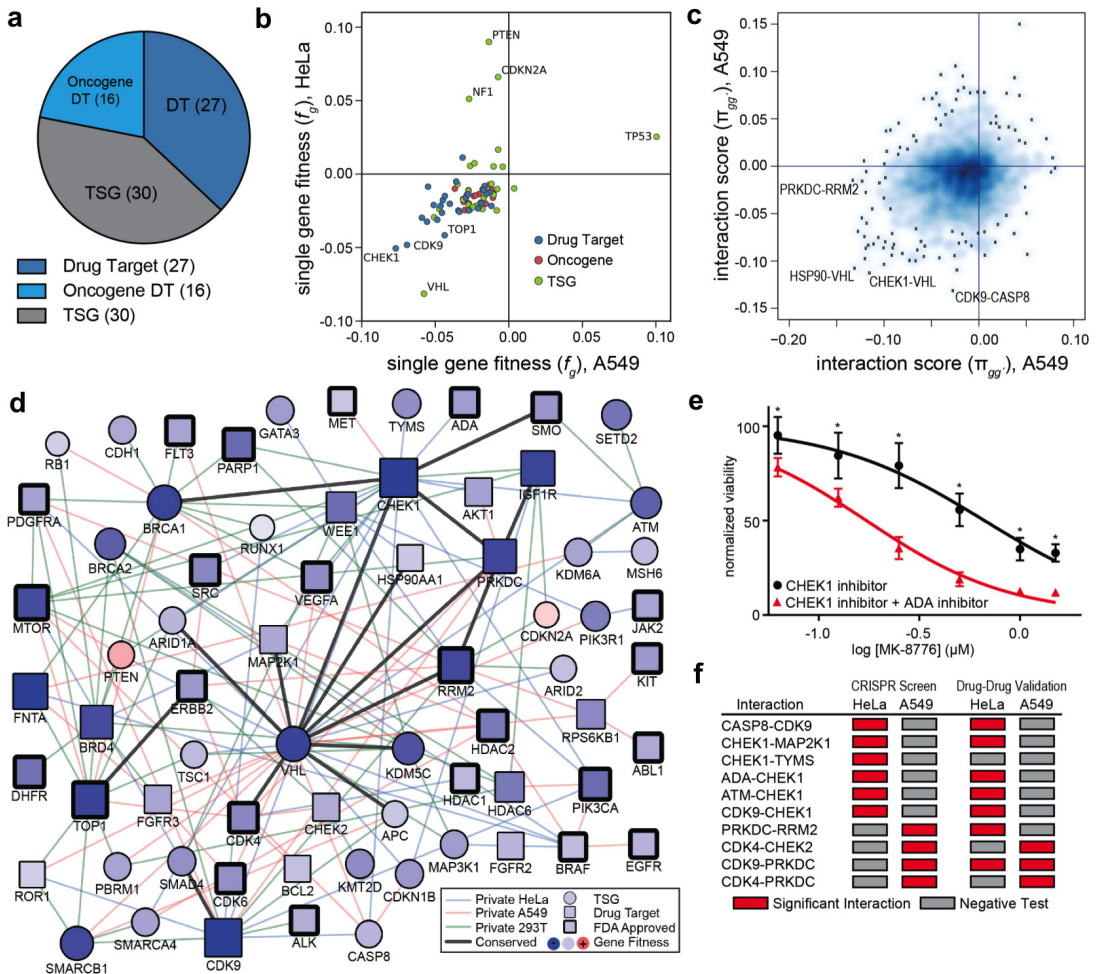 a
Oncogene
DT (16)
DT (27)
TSG (30)
Drug Target (27)
Oncogene DT (16)
TSG (30)
b
single gene fitness (fg), HeLa
0.10
0.05
0.00
-0.05
-0.10
PTEN
CDKN2A
NF1
TP53
TOP1
CDK9
CHEK1
VHL
Drug Target
Oncogene
TSG
-0.10
-0.05
0.00
0.05
0.10
single gene fitness (fg), A549
c
interaction score (πgg´), A549
0.15
0.10
0.05
0.00
-0.05
-0.10
-0.15
PRKDC-RRM2
HSP90-VHL
CHEK1-VHL
CDK9-CASP8
−0.20
−0.10
0.00
0.10
interaction score (πgg´), A549
d
RB1
CDH1
FLT3
PARP1
GATA3
MET
TYMS
ADA
SMO
SETD2
PDGFRA
BRCA1
RUNX1
WEE1
CHEK1
AKT1
IGF1R
ATM
BRCA2
SRC
VEGFA
HSP90AA1
PRKDC
KDM6A
MSH6
MTOR
ARID1A
MAP2K1
CDKN2A
PIK3R1
JAK2
PTEN
ERBB2
RRM2
ARID2
KIT
FNTA
BRD4
TSC1
VHL
KDM5C
HDAC2
RPS6KB1
ABL1
DHFR
TOP1
FGFR3
CDK4
CHEK2
APC
HDAC1
HDAC6
PIK3CA
ROR1
PBRM1
SMAD4
CDK6
BCL2
KMT2D
CDKN1B
MAP3K1
FGFR2
BRAF
EGFR
SMARCB1
SMARCA4
CDK9
ALK
CASP8
Private HeLa
Private A549
Private 293T
Conserved
TSG
Drug Target
FDA Approved
- + Gene Fitness
e
normalized viability
100
50
0
* * * * * *
CHEK1 inhibitor
CHEK1 inhibitor + ADA inhibitor
-1.0
-0.5
0.0
log [MK-8776] (µM)
f
CRISPR Screen Drug-Drug Validation
Interaction HeLa A549 HeLa A549
CASP8-CDK9
CHEK1-MAP2K1
CHEK1-TYMS
ADA-CHEK1
ATM-CHEK1
CDK9-CHEK1
PRKDC-RRM2
CDK4-CHEK2
CDK9-PRKDC
CDK4-PRKDC
Significant Interaction Negative Test